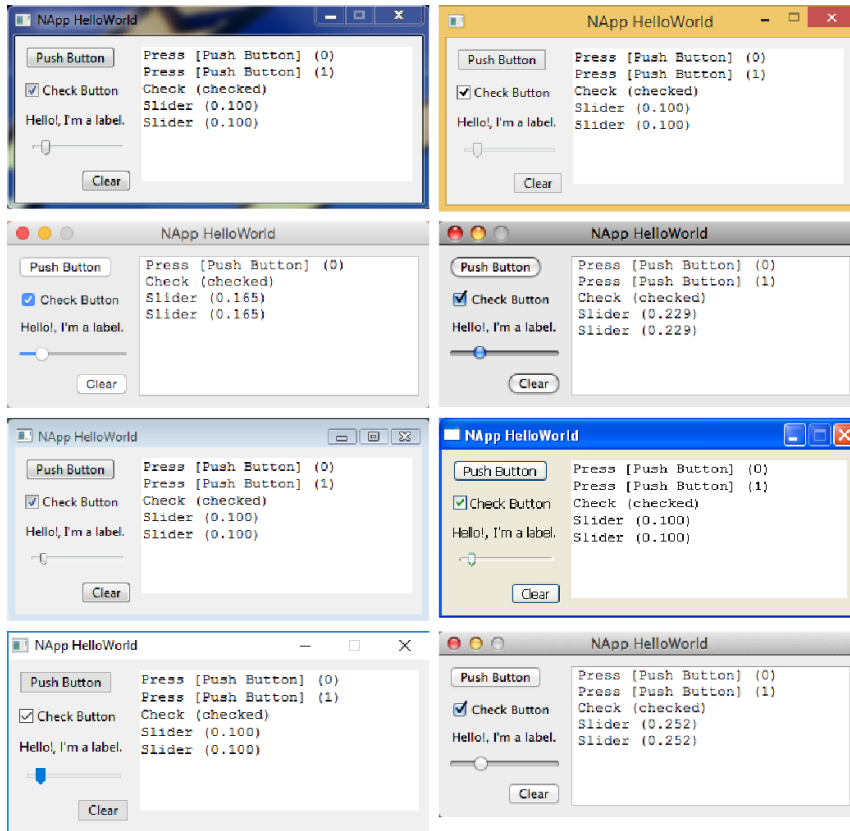 NApp HelloWorld
Push Button
Check Button
Hello!, I'm a label.
Clear
Press [Push Button] (0)
Press [Push Button] (1)
Check (checked)
Slider (0.100)
Slider (0.100)
NApp HelloWorld
Push Button
Check Button
Hello!, I'm a label.
Clear
Press [Push Button] (0)
Press [Push Button] (1)
Check (checked)
Slider (0.100)
Slider (0.100)
NApp HelloWorld
Push Button
Check Button
Hello!, I'm a label.
Clear
Press [Push Button] (0)
Check (checked)
Slider (0.165)
Slider (0.165)
NApp HelloWorld
Push Button
Check Button
Hello!, I'm a label.
Clear
Press [Push Button] (0)
Press [Push Button] (1)
Check (checked)
Slider (0.229)
Slider (0.229)
NApp HelloWorld
Push Button
Check Button
Hello!, I'm a label.
Clear
Press [Push Button] (0)
Press [Push Button] (1)
Check (checked)
Slider (0.100)
Slider (0.100)
NApp HelloWorld
Push Button
Check Button
Hello!, I'm a label.
Clear
Press [Push Button] (0)
Press [Push Button] (1)
Check (checked)
Slider (0.100)
Slider (0.100)
NApp HelloWorld
Push Button
Check Button
Hello!, I'm a label.
Clear
Press [Push Button] (0)
Press [Push Button] (1)
Check (checked)
Slider (0.100)
Slider (0.100)
NApp HelloWorld
Push Button
Check Button
Hello!, I'm a label.
Clear
Press [Push Button] (0)
Press [Push Button] (1)
Check (checked)
Slider (0.252)
Slider (0.252)